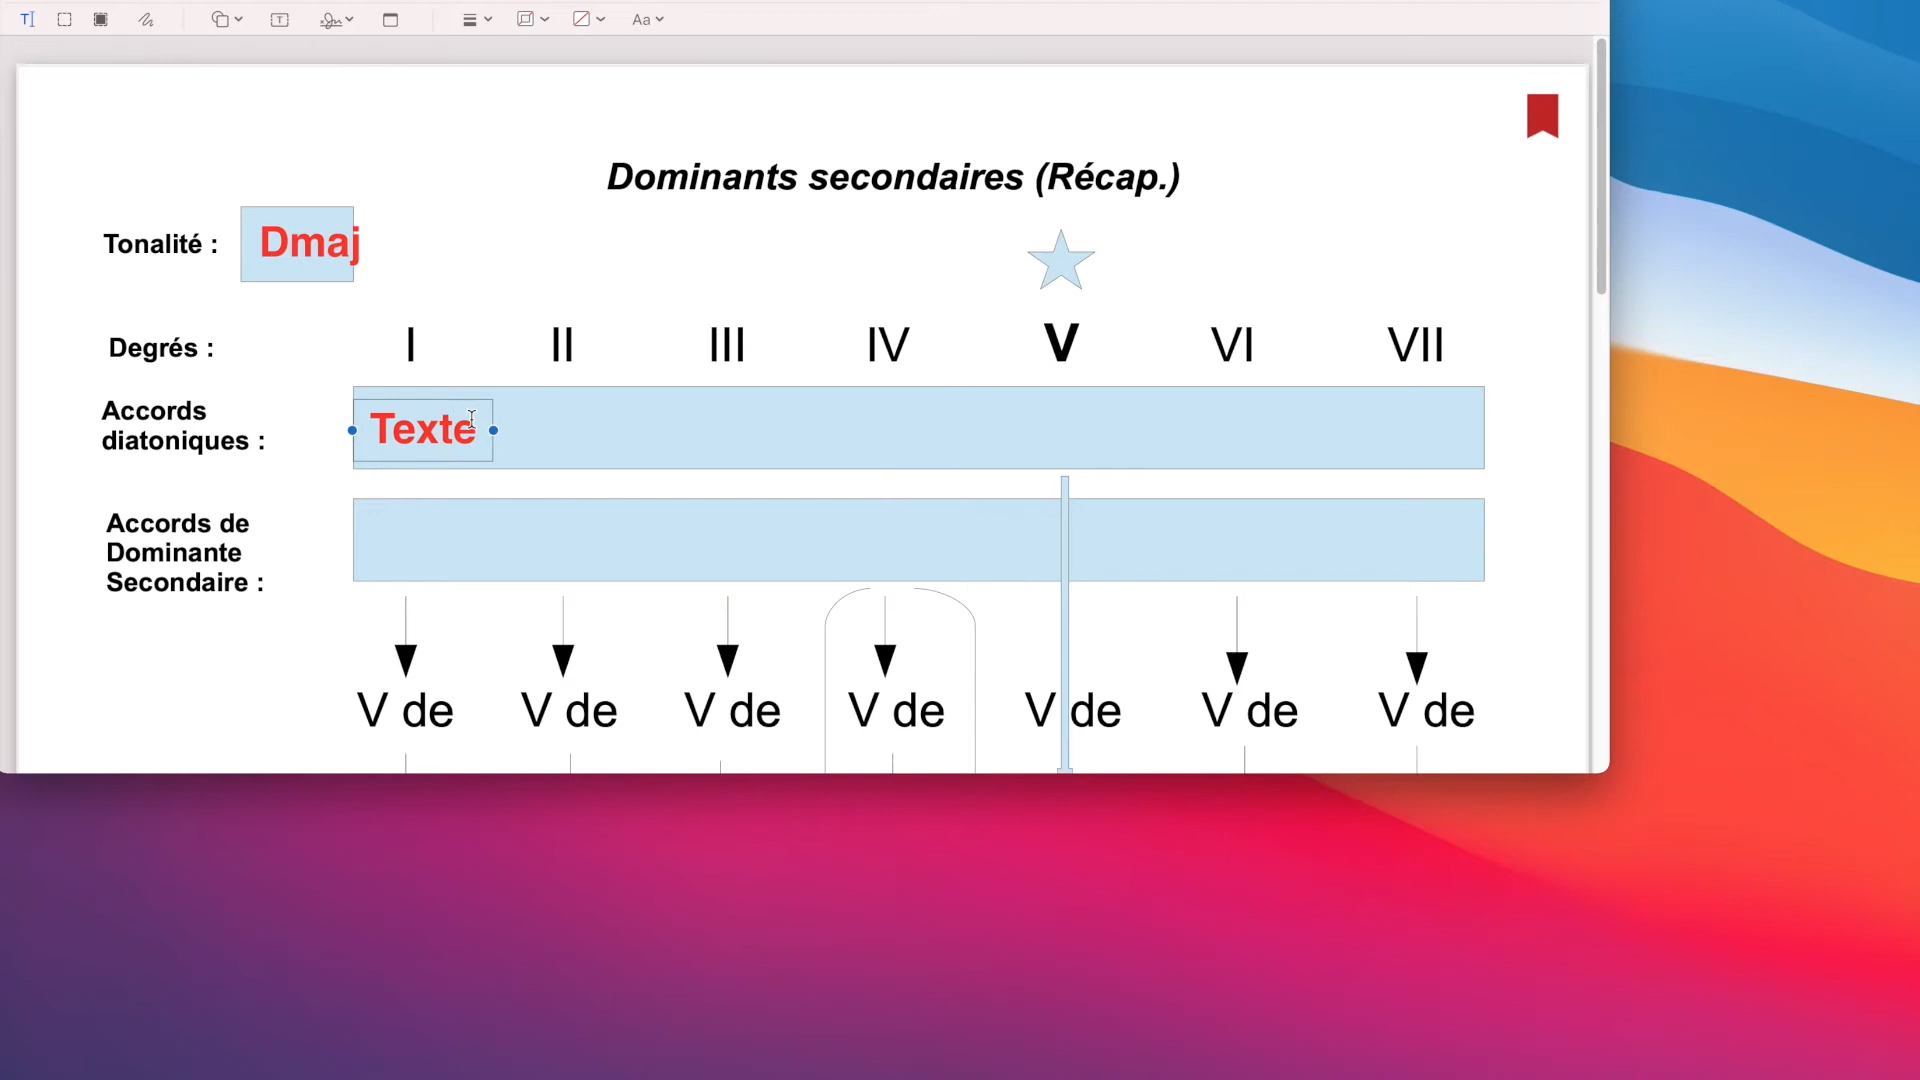 Aa
Dominants secondaires (Récap.)
Tonalité : Dmaj
Degrés : I II III IV V VI VII
Accords
diatoniques : Texte
Accords de
Dominante
Secondaire :
V de V de V de V de V de V de V de